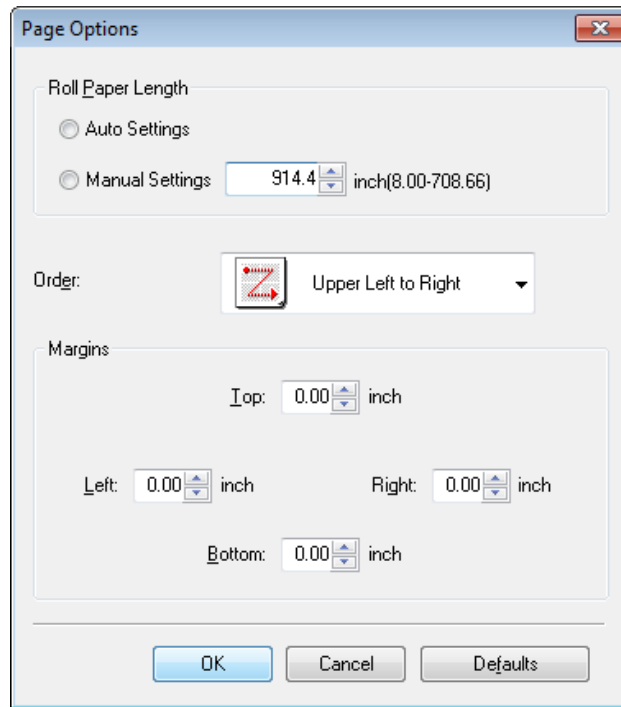 Page Options
Roll Paper Length
Auto Settings
Manual Settings 914.4 inch(8.00-708.66)
Order: Upper Left to Right
Margins
Top: 0.00 inch
Left: 0.00 inch Right: 0.00 inch
Bottom: 0.00 inch
OK Cancel Defaults